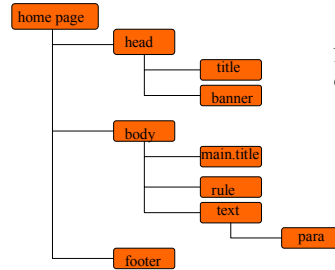 home page
head
title
banner
body
main.title
rule
text
para
footer